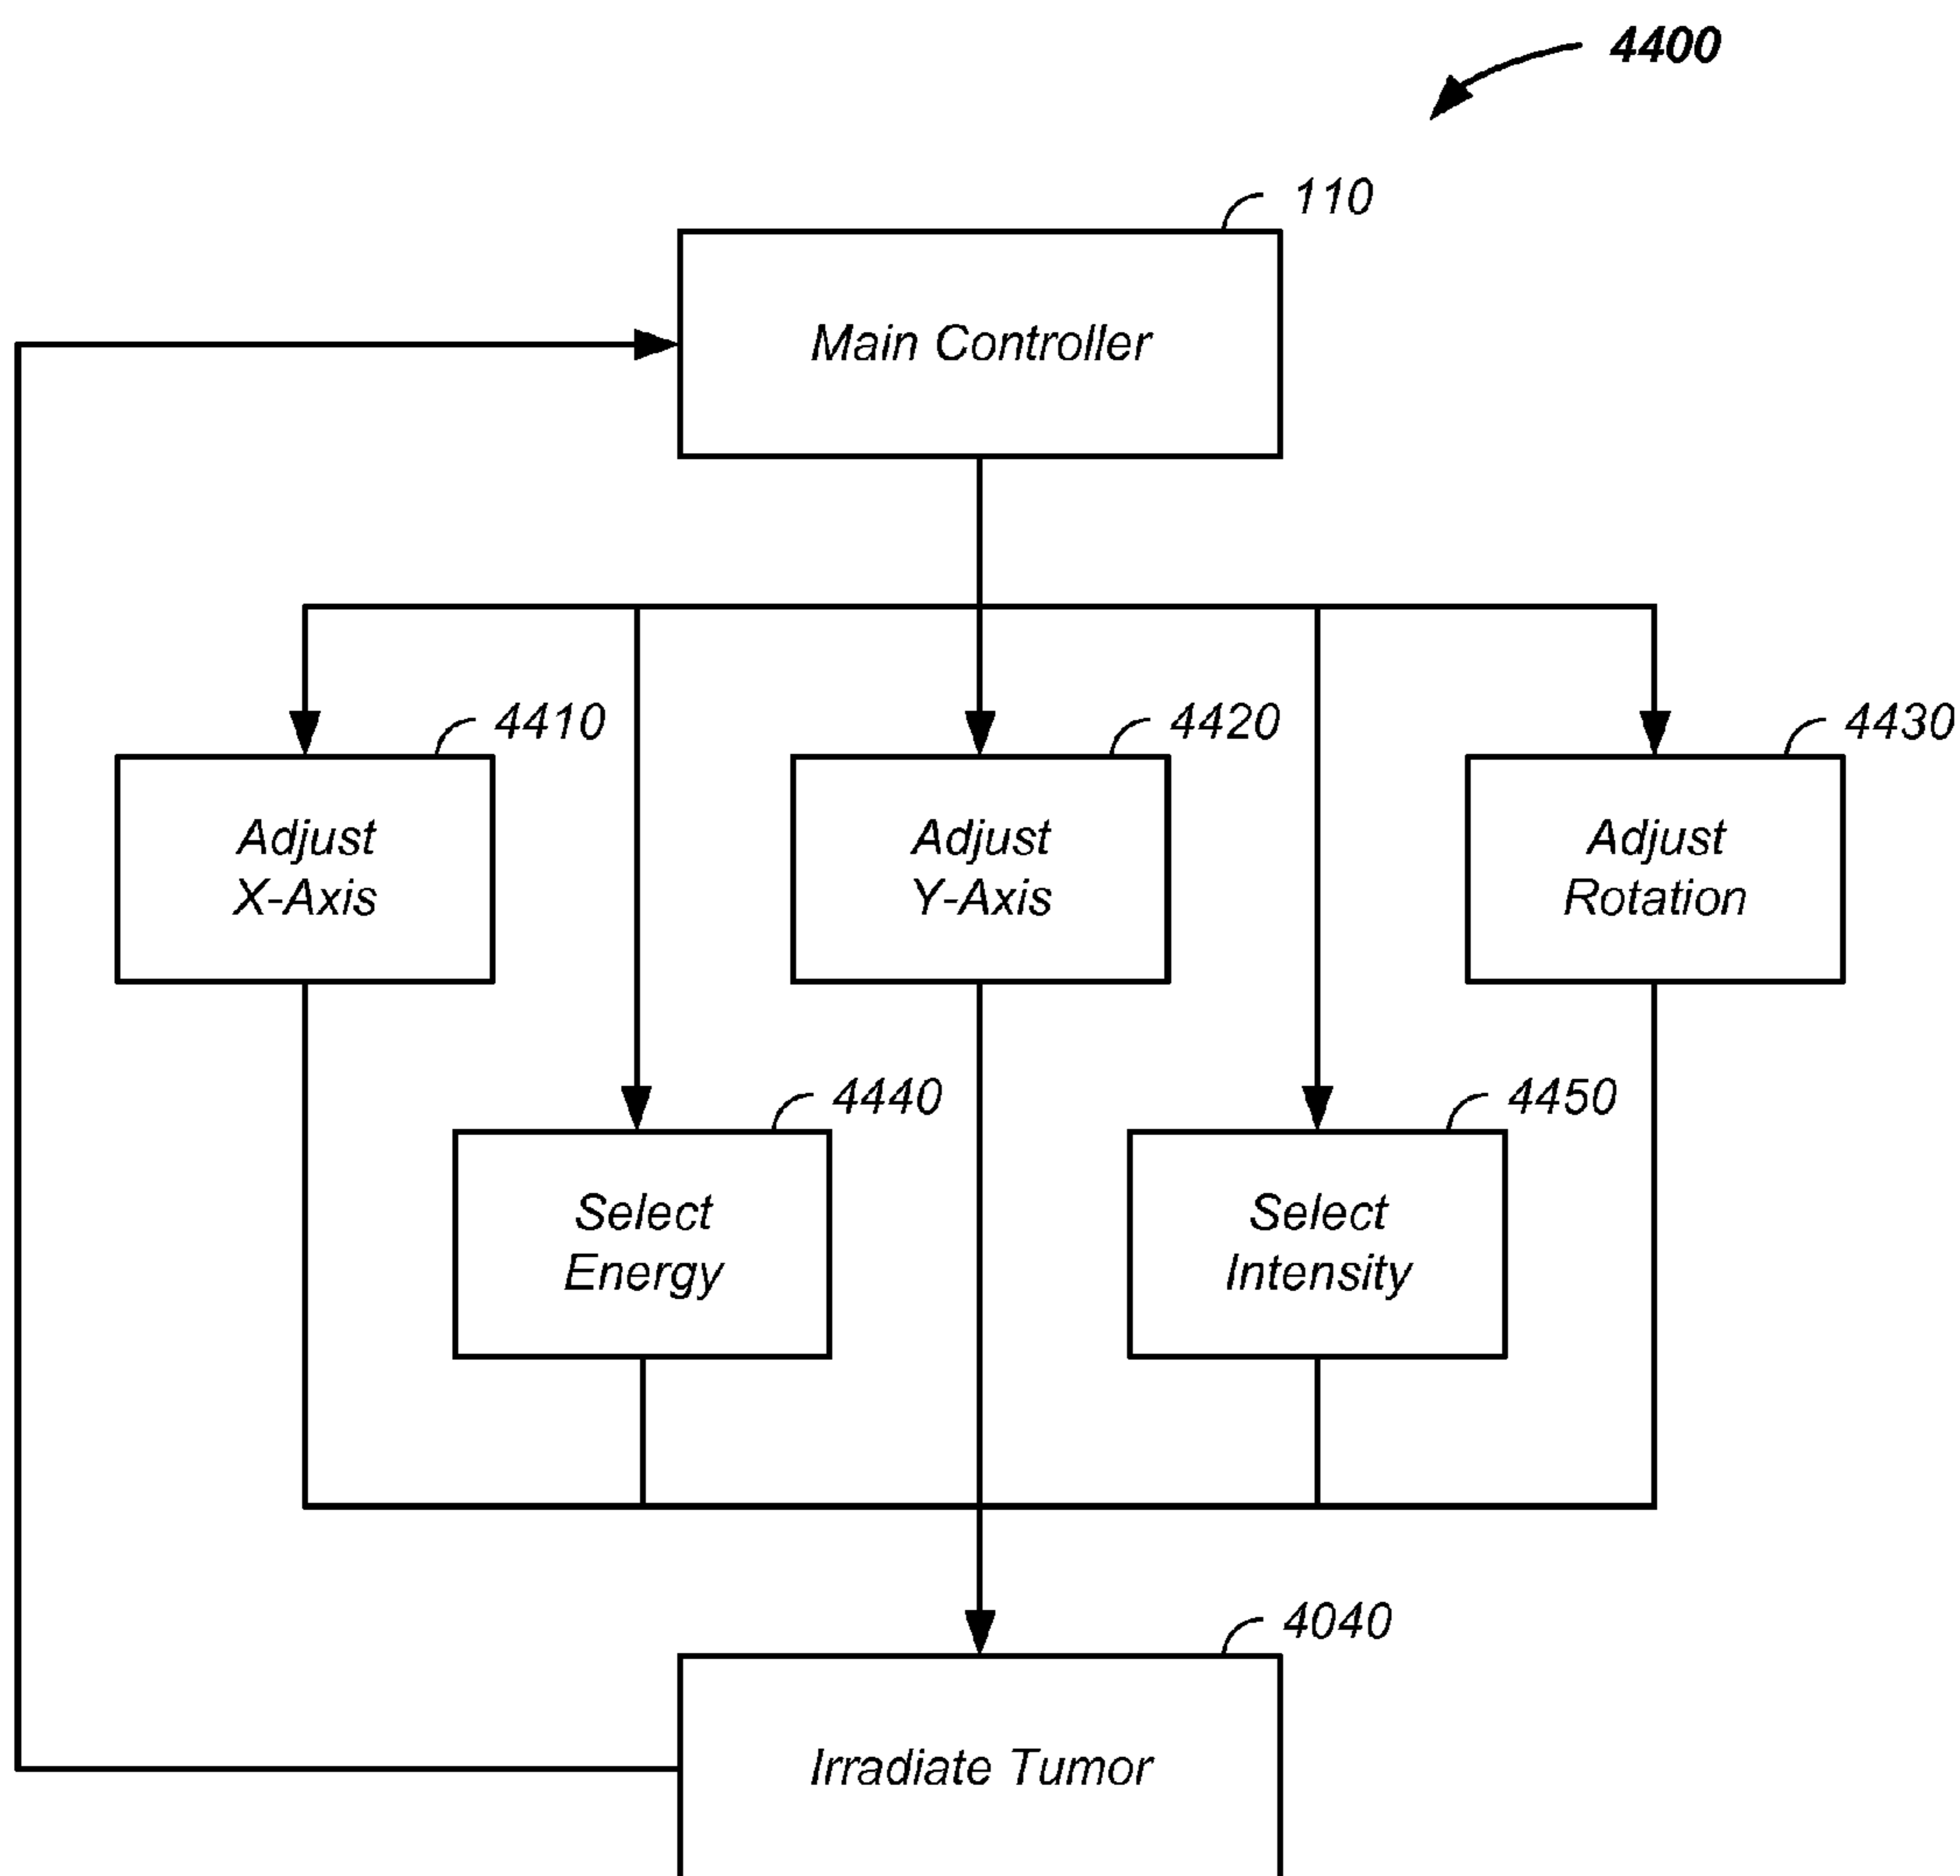 4400
110
Main Controller
4410
4420
4430
Adjust
X-Axis
Adjust
Y-Axis
Adjust
Rotation
4440
4450
Select
Energy
Select
Intensity
4040
Irradiate Tumor